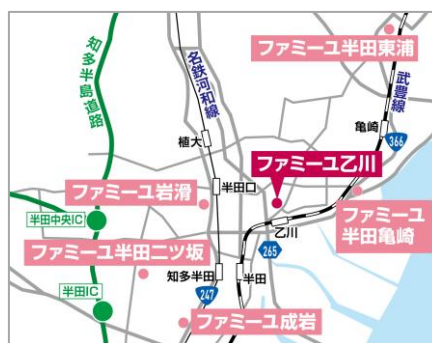 ファミーユ半田東浦
知多半島道路
名鉄河和線
武豊線
植大
亀崎
366
ファミーユ乙川
ファミーユ岩滑
半田口
半田中央IC
ファミーユ
半田亀崎
乙川
265
ファミーユ半田二ツ坂
知多半田
半田
半田IC
247
ファミーユ成岩